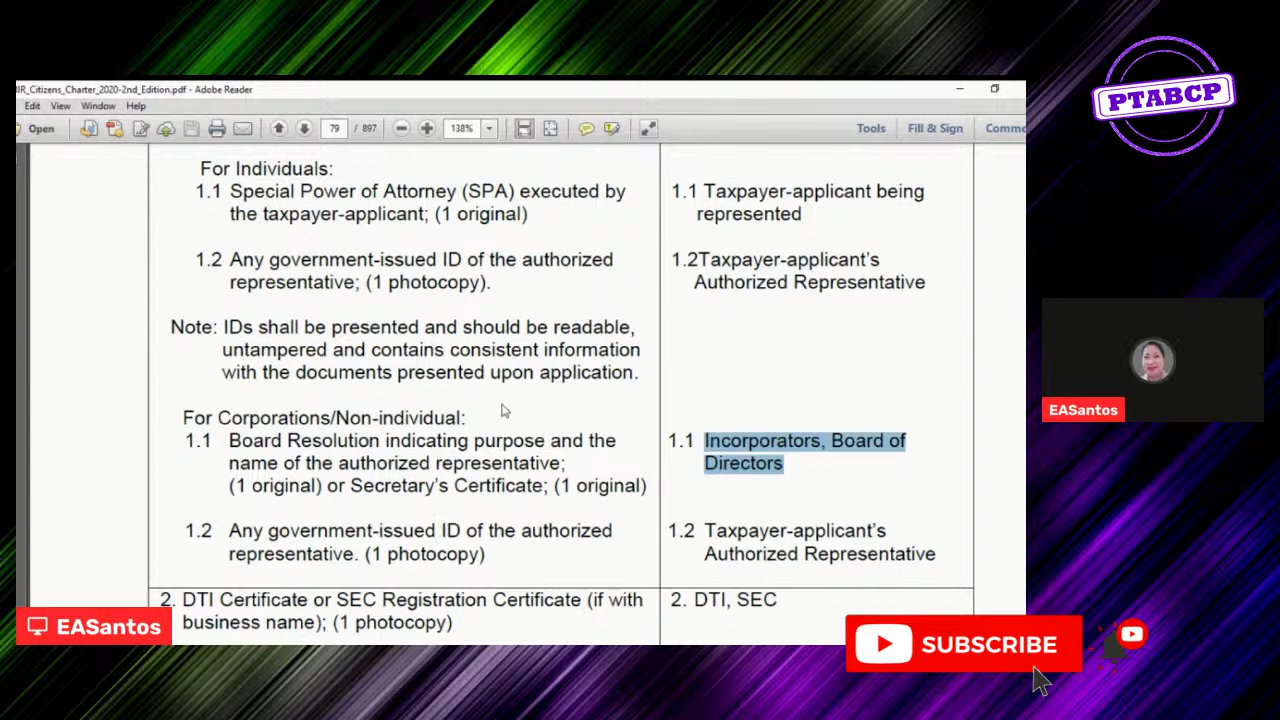 PTABCP
IR_Citizens_Charter_2020-2nd_Edition.pdf - Adobe Reader
Edit View Window Help
Open 79 / 897 138% Tools Fill & Sign Comme
For Individuals:
1.1 Special Power of Attorney (SPA) executed by
the taxpayer-applicant; (1 original)
1.1 Taxpayer-applicant being
represented
1.2 Any government-issued ID of the authorized
representative; (1 photocopy).
1.2Taxpayer-applicant's
Authorized Representative
Note: IDs shall be presented and should be readable,
untampered and contains consistent information
with the documents presented upon application.
For Corporations/Non-individual:
1.1 Board Resolution indicating purpose and the
name of the authorized representative;
(1 original) or Secretary's Certificate; (1 original)
1.1 Incorporators, Board of
Directors
1.2 Any government-issued ID of the authorized
representative. (1 photocopy)
1.2 Taxpayer-applicant's
Authorized Representative
2. DTI Certificate or SEC Registration Certificate (if with
business name); (1 photocopy)
2. DTI, SEC
EASantos
EASantos
SUBSCRIBE